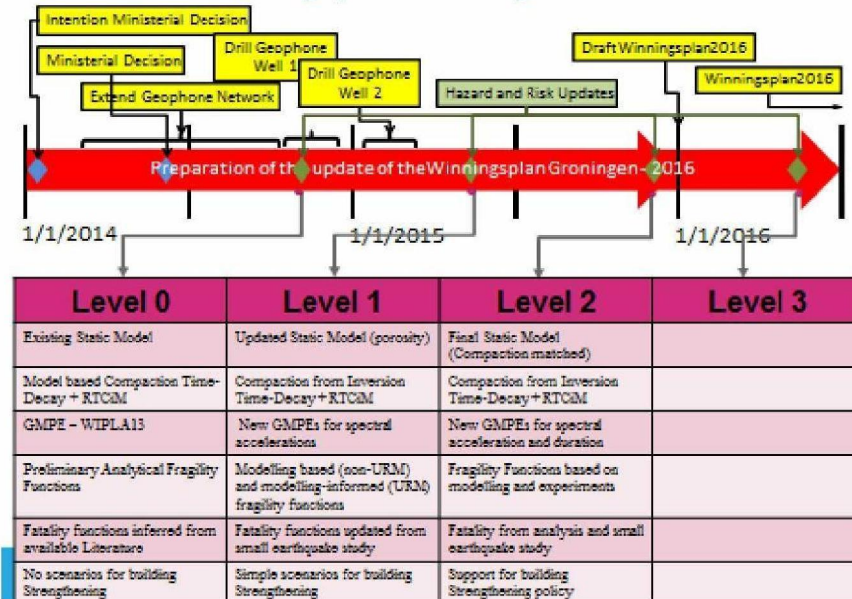 Intention Ministerial Decision
Ministerial Decision
Drill Geophone
Well 1
Drill Geophone
Well 2
Extend Geophone Network
Hazard and Risk Updates
Draft Winningsplan2016
Winningsplan2016
Preparation of the update of the Winningsplan Groningen - 2016
1/1/2014
1/1/2015
1/1/2016
Level 0
Level 1
Level 2
Level 3
Existing Static Model
Updated Static Model (porosity)
Final Static Model
(Compaction matched)
Model based Compaction Time-
Decay + RTCiM
Compaction from Inversion
Time-Decay + RTCiM
Compaction from Inversion
Time-Decay + RTCiM
GMPE – WIPLA13
New GMPEs for spectral
accelerations
New GMPEs for spectral
acceleration and duration
Preliminary Analytical Fragility
Functions
Modelling based (non-URM)
and modelling-informed (URM)
fragility functions
Fragility Functions based on
modelling and experiments
Fatality functions inferred from
available Literature
Fatality functions updated from
small earthquake study
Fatality from analysis and small
earthquake study
No scenarios for building
Strengthening
Simple scenarios for building
Strengthening
Support for building
Strengthening policy